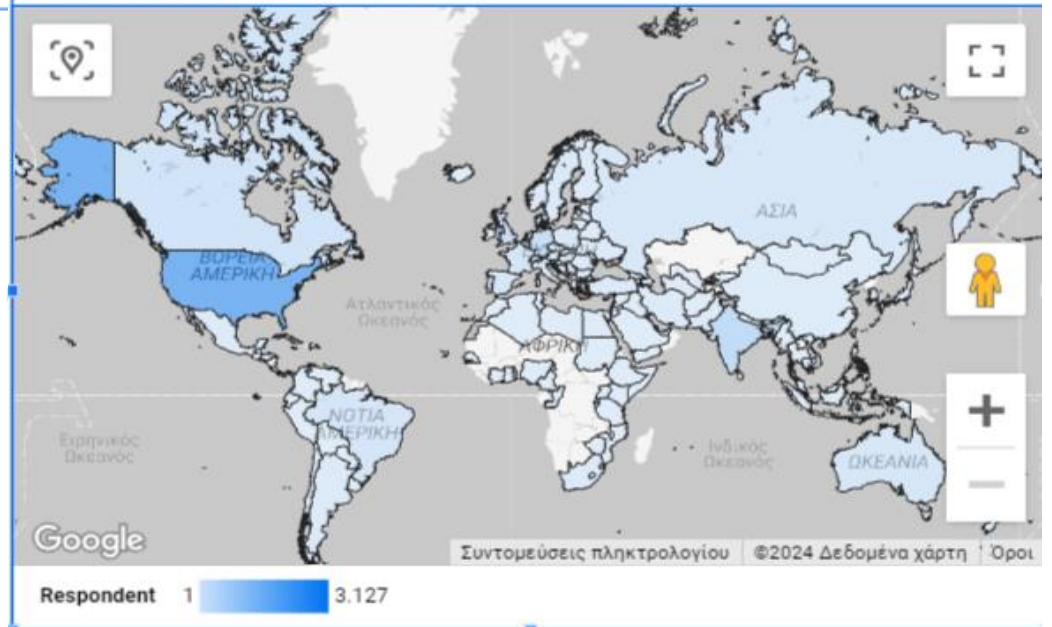 ΑΣΙΑ
ΒΟΡΕΙΑ
ΑΜΕΡΙΚΗ
Ατλαντικός
Ωκεανός
ΑΦΡΙΚΗ
ΝΟΤΙΑ
ΑΜΕΡΙΚΗ
Ειρηνικός
Ωκεανός
Ινδικός
Ωκεανός
ΩΚΕΑΝΙΑ
Google
Συντομεύσεις πληκτρολογίου ©2024 Δεδομένα χάρτη Όροι
Respondent 1 3.127